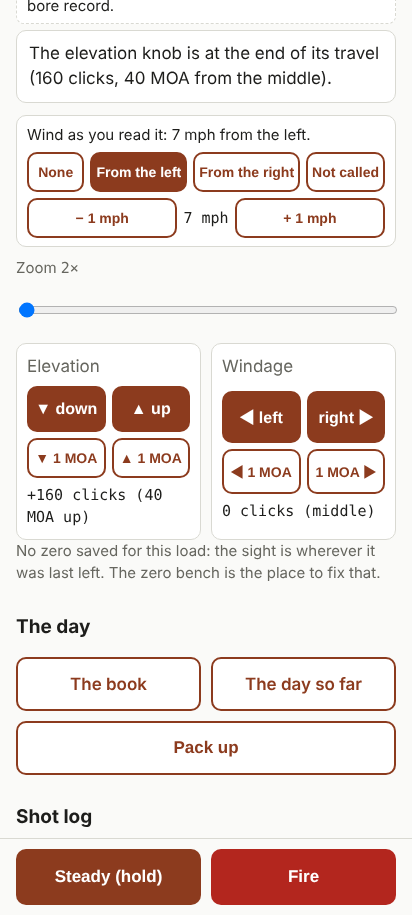 bore record.
The elevation knob is at the end of its travel
(160 clicks, 40 MOA from the middle).
Wind as you read it: 7 mph from the left.
None
From the left
From the right
Not called
− 1 mph
7 mph
+ 1 mph
Zoom 2×
Elevation
▼ down
▲ up
▼ 1 MOA
▲ 1 MOA
+160 clicks (40
MOA up)
Windage
◀ left
right ▶
◀ 1 MOA
1 MOA ▶
0 clicks (middle)
No zero saved for this load: the sight is wherever it
was last left. The zero bench is the place to fix that.
The day
The book
The day so far
Pack up
Shot log
Steady (hold)
Fire